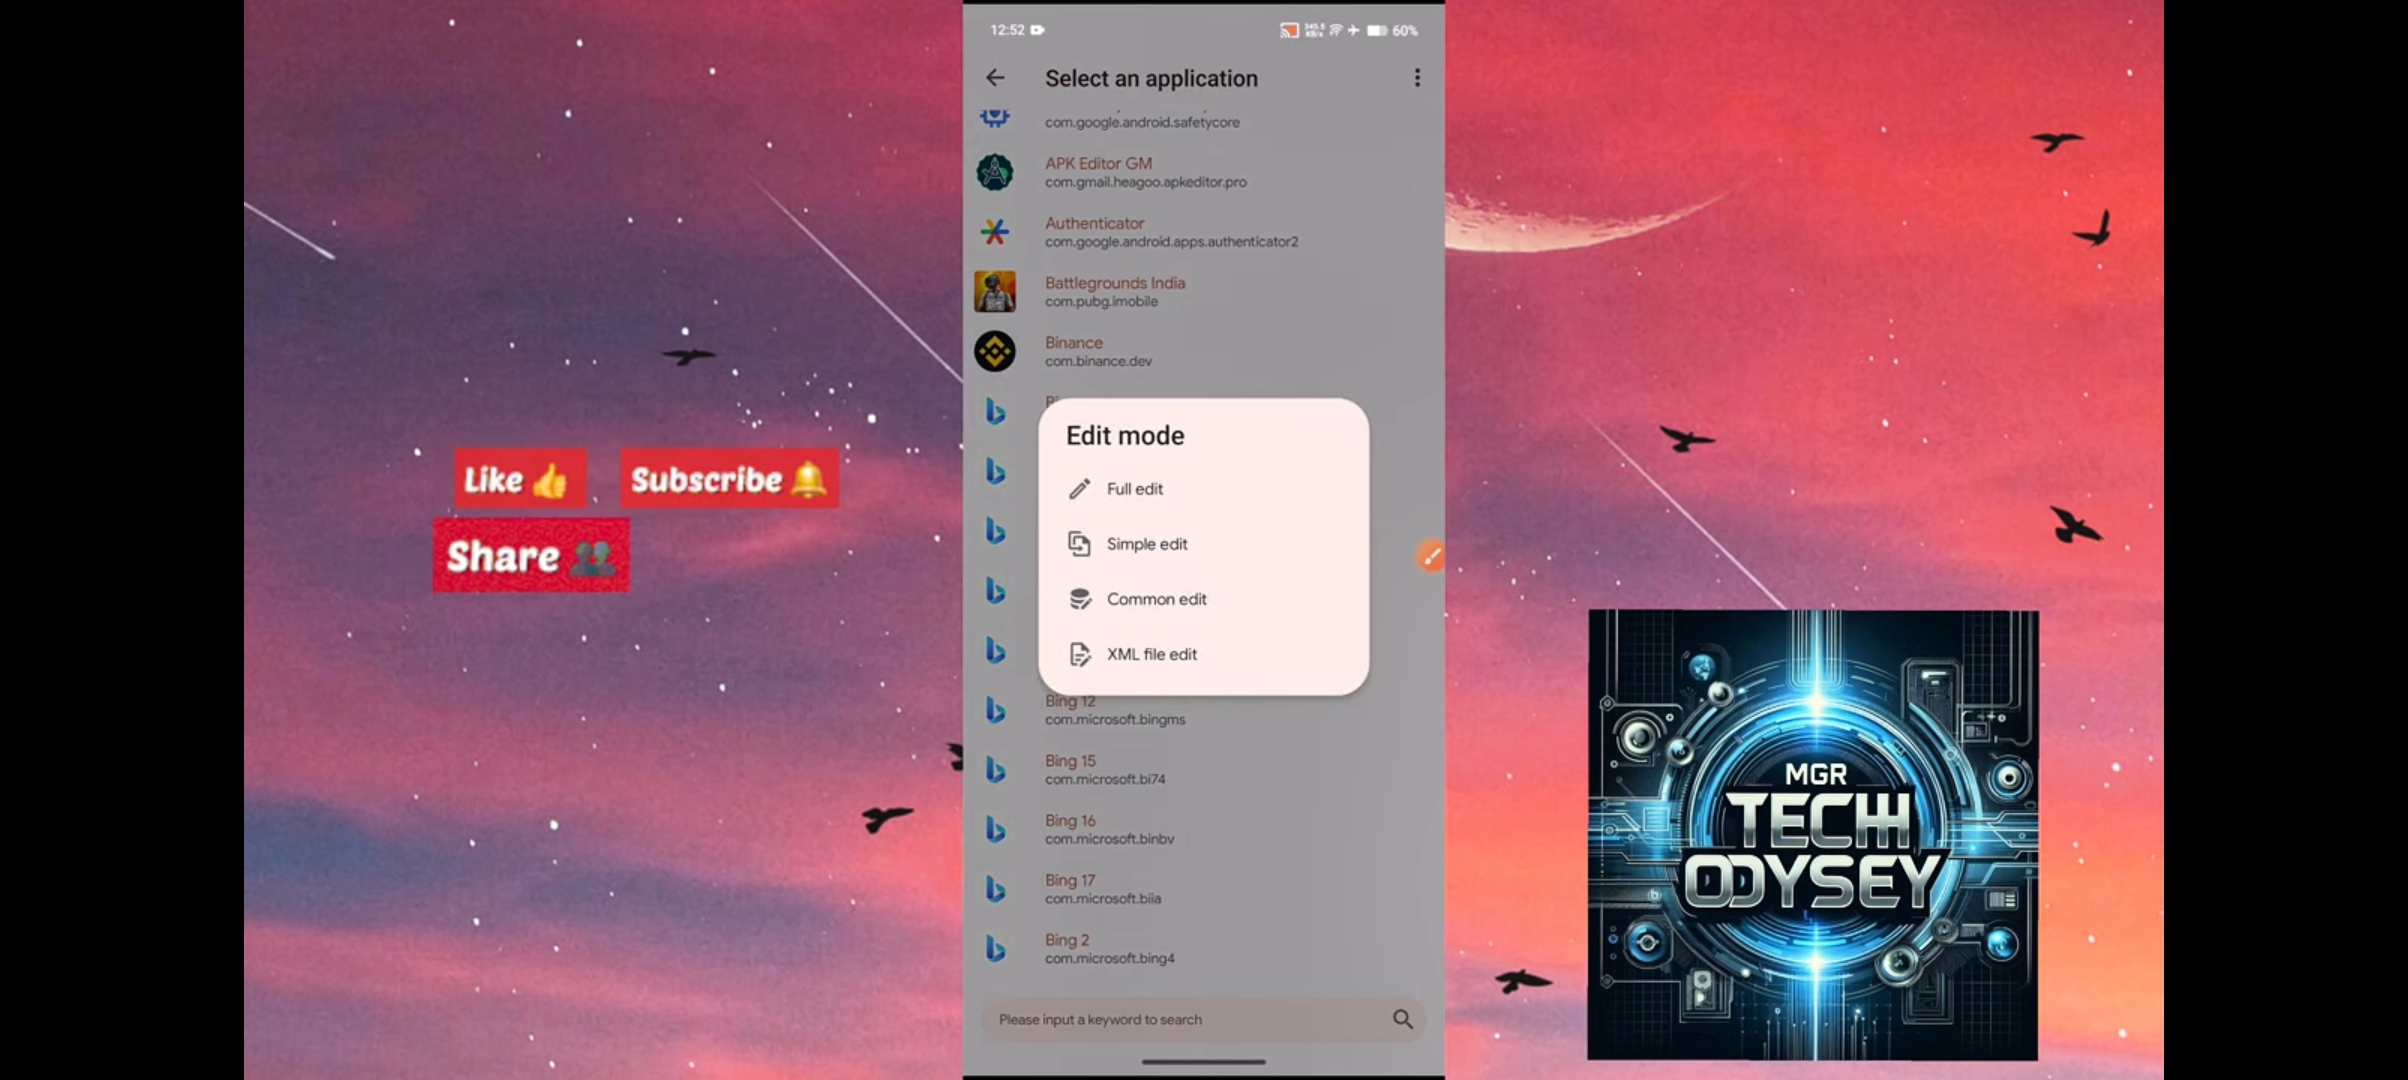 12:52
345.5
KB/s
60%
Select an application
com.google.android.safetycore
APK Editor GM
com.gmail.heagoo.apkeditor.pro
Authenticator
com.google.android.apps.authenticator2
Battlegrounds India
com.pubg.imobile
Binance
com.binance.dev
Edit mode
Full edit
Simple edit
Common edit
XML file edit
Bing 12
com.microsoft.bingms
Bing 15
com.microsoft.bi74
Bing 16
com.microsoft.binbv
Bing 17
com.microsoft.biia
Bing 2
com.microsoft.bing4
Please input a keyword to search
Like 👍
Subscribe 🔔
Share 👥
MGR
TECHH
ODYSEY